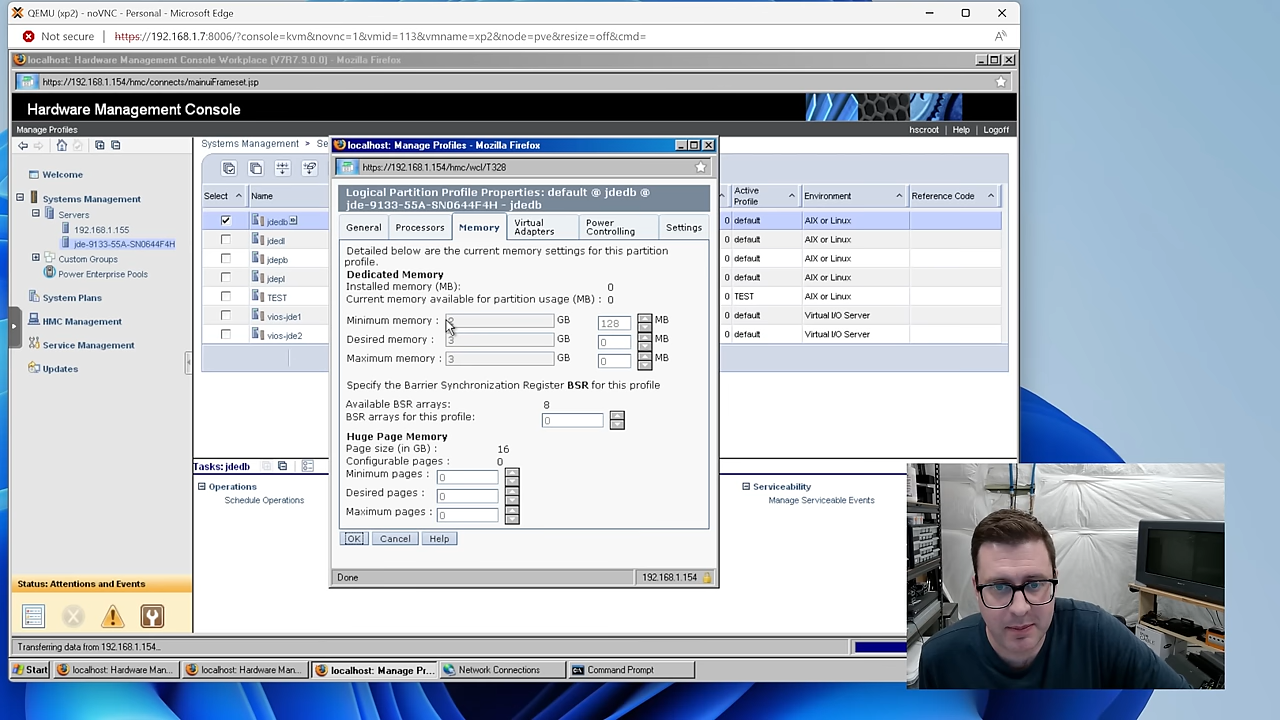 QEMU (xp2) - noVNC - Personal - Microsoft Edge
Not secure
https://192.168.1.7:8006/?console=kvm&novnc=1&vmid=113&vmname=xp2&node=pve&resize=off&cmd=
localhost: Hardware Management Console Workplace (V7R7.9.0.0) - Mozilla Firefox
https://192.168.1.154/hmc/connects/mainuiFrameset.jsp
Hardware Management Console
Manage Profiles
hscroot | Help | Logoff
Welcome
Systems Management
Servers
192.168.1.155
jde-9133-55A-SN0644F4H
Custom Groups
Power Enterprise Pools
System Plans
HMC Management
Service Management
Updates
Status: Attentions and Events
Systems Management > Se
Select
Name
Active Profile
Environment
Reference Code
jdedb
0 default
AIX or Linux
jdedl
0 default
AIX or Linux
jdepb
0 default
AIX or Linux
jdepl
0 default
AIX or Linux
TEST
0 TEST
AIX or Linux
vios-jde1
0 default
Virtual I/O Server
vios-jde2
0 default
Virtual I/O Server
Tasks: jdedb
Operations
Schedule Operations
Serviceability
Manage Serviceable Events
localhost: Manage Profiles - Mozilla Firefox
https://192.168.1.154/hmc/wcl/T328
Logical Partition Profile Properties: default @ jdedb @
jde-9133-55A-SN0644F4H - jdedb
General
Processors
Memory
Virtual Adapters
Power Controlling
Settings
Detailed below are the current memory settings for this partition
profile.
Dedicated Memory
Installed memory (MB): 0
Current memory available for partition usage (MB) : 0
Minimum memory : GB 128 MB
Desired memory : 3 GB 0 MB
Maximum memory : 3 GB 0 MB
Specify the Barrier Synchronization Register BSR for this profile
Available BSR arrays: 8
BSR arrays for this profile: 0
Huge Page Memory
Page size (in GB) : 16
Configurable pages : 0
Minimum pages : 0
Desired pages : 0
Maximum pages : 0
OK
Cancel
Help
Done
192.168.1.154
Transferring data from 192.168.1.154...
Start
localhost: Hardware Man...
localhost: Hardware Man...
localhost: Manage Pr...
Network Connections
Command Prompt